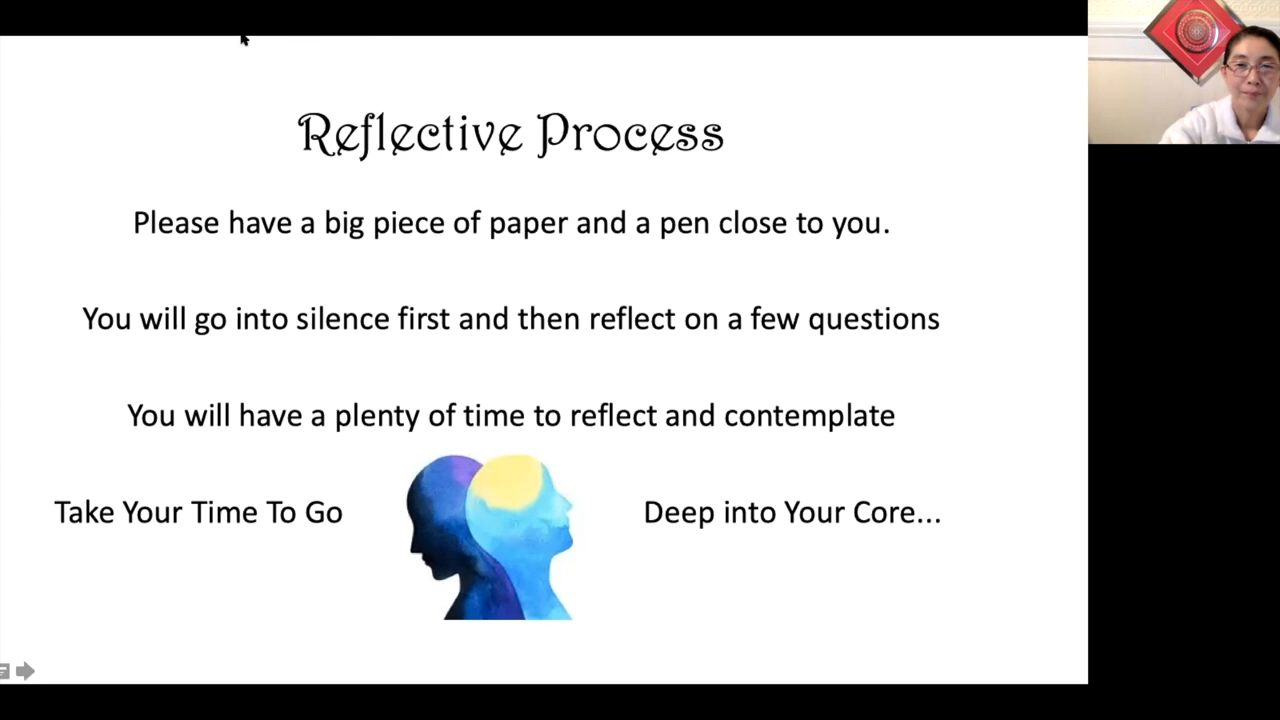 Reflective Process
Please have a big piece of paper and a pen close to you.
You will go into silence first and then reflect on a few questions
You will have a plenty of time to reflect and contemplate
Take Your Time To Go
Deep into Your Core...